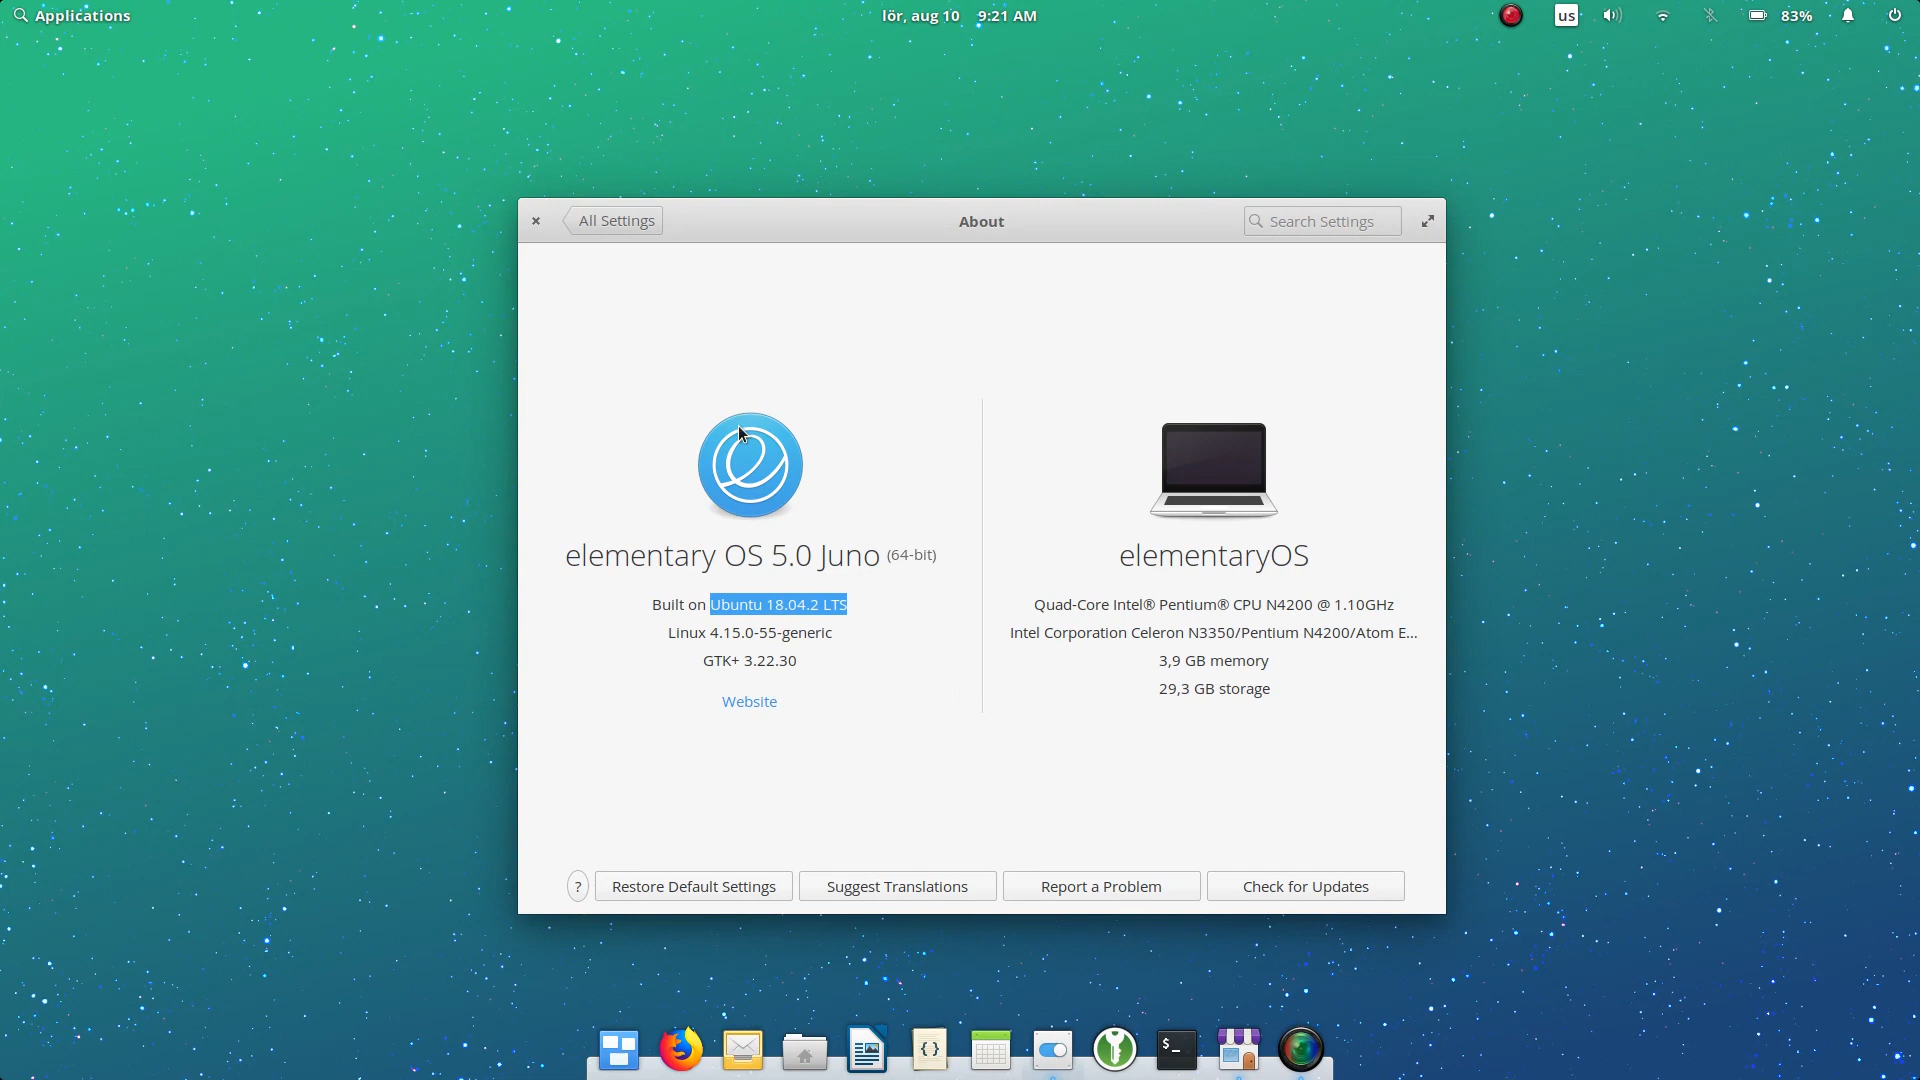 Applications
lör, aug 10 9:21 AM
us
83%
All Settings
About
Search Settings
elementary OS 5.0 Juno (64-bit)
Built on Ubuntu 18.04.2 LTS
Linux 4.15.0-55-generic
GTK+ 3.22.30
Website
elementaryOS
Quad-Core Intel® Pentium® CPU N4200 @ 1.10GHz
Intel Corporation Celeron N3350/Pentium N4200/Atom E...
3,9 GB memory
29,3 GB storage
?
Restore Default Settings
Suggest Translations
Report a Problem
Check for Updates
{}
$_